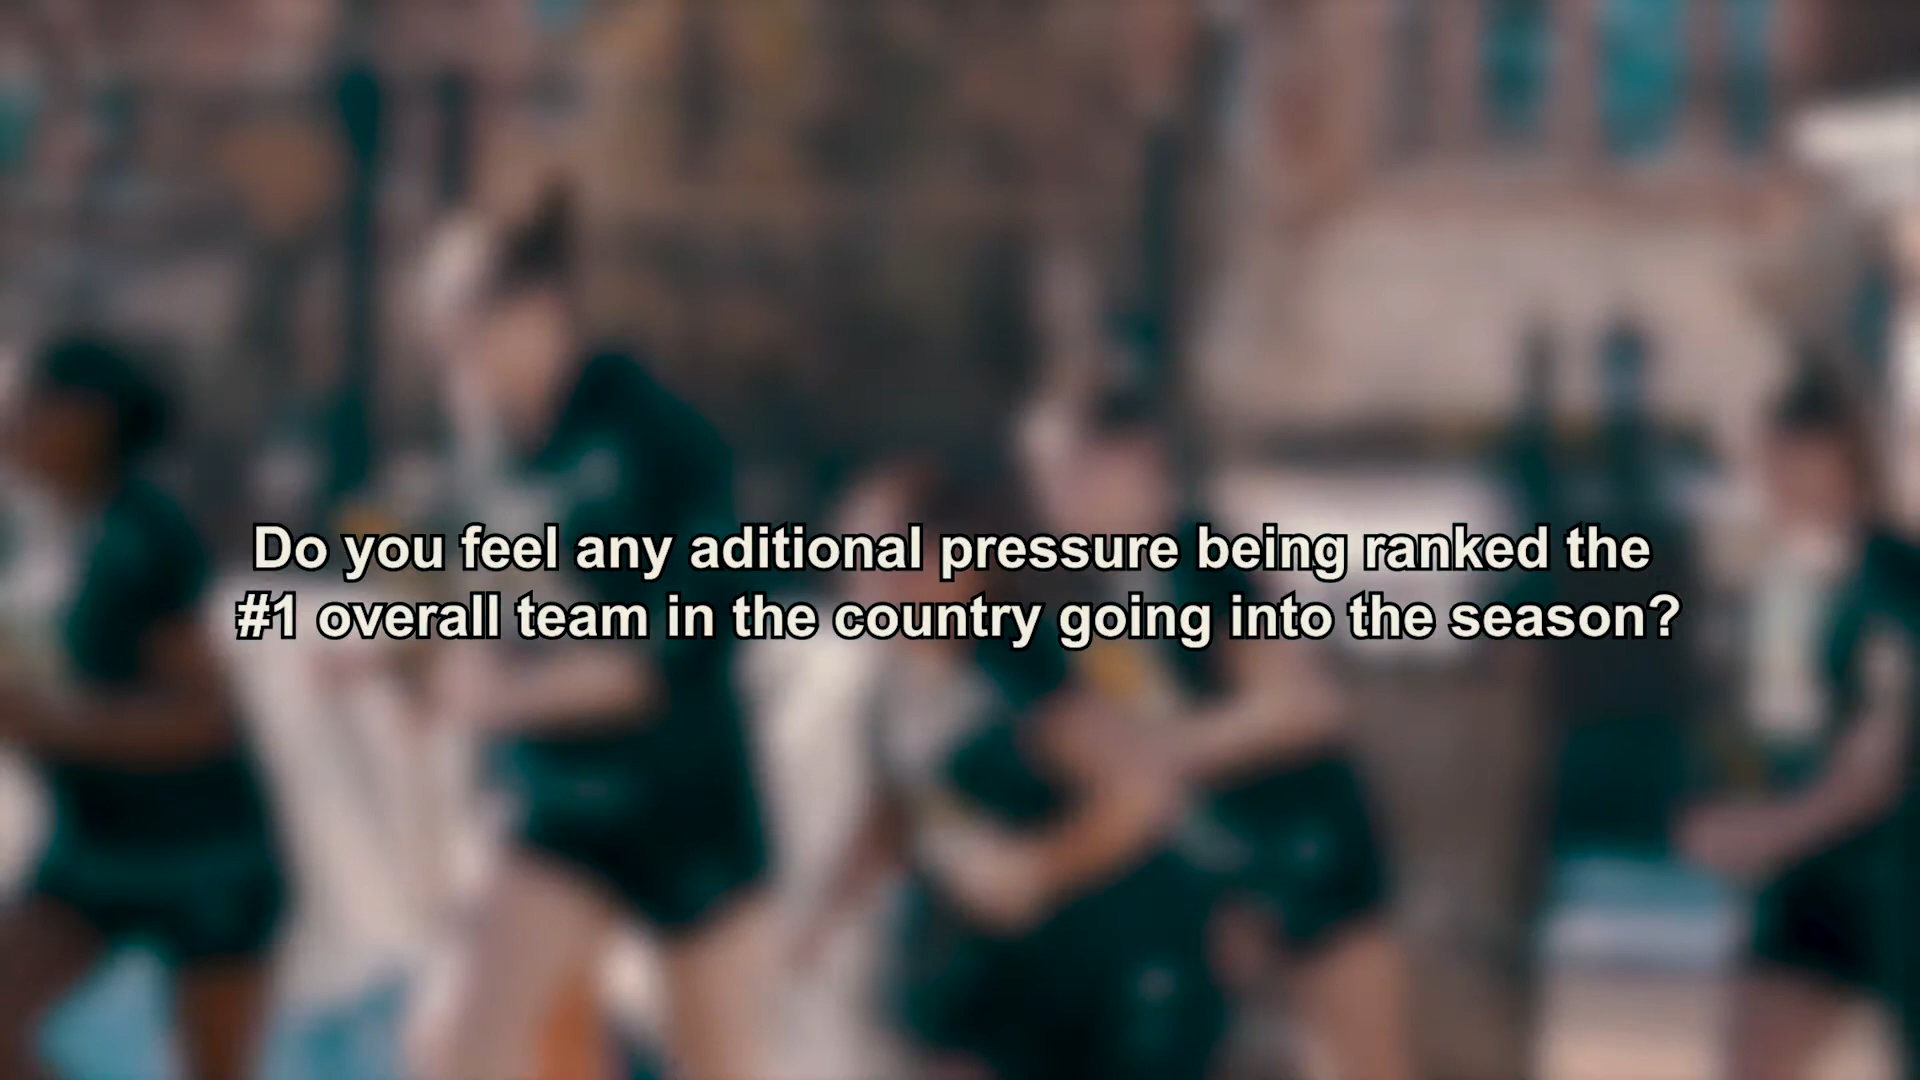 Do you feel any aditional pressure being ranked the
#1 overall team in the country going into the season?